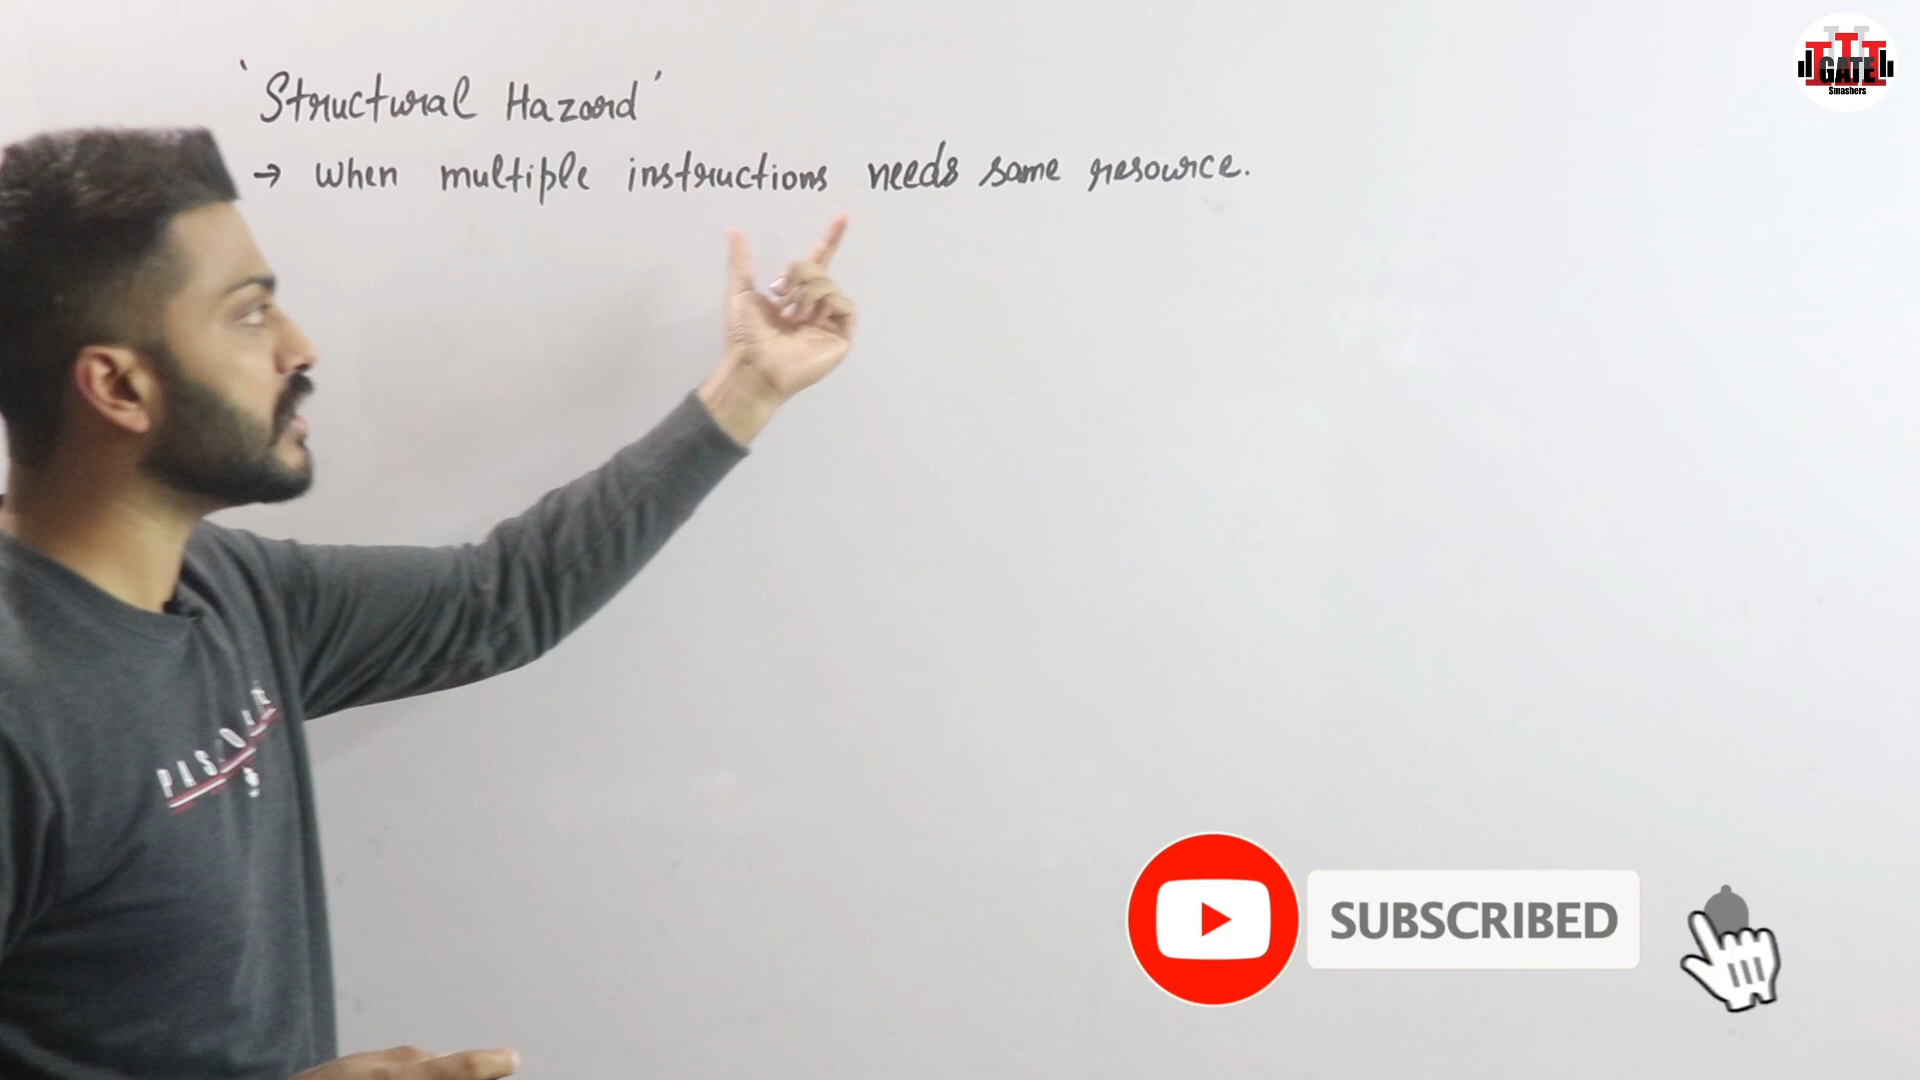 'Structural Hazard'
→ when multiple instructions needs same resource.
GATE
Smashers
SUBSCRIBED